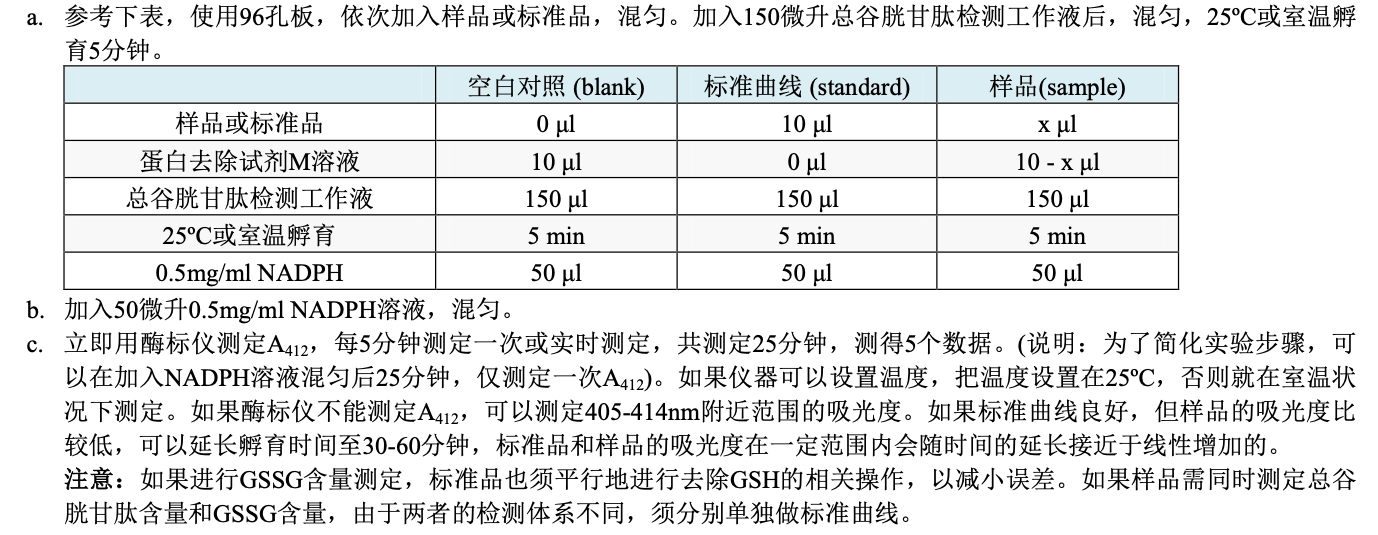 a. 参考下表，使用96孔板，依次加入样品或标准品，混匀。加入150微升总谷胱甘肽检测工作液后，混匀，25ºC或室温孵
育5分钟。
空白对照 (blank) 标准曲线 (standard) 样品(sample)
样品或标准品 0 μl 10 μl x μl
蛋白去除试剂M溶液 10 μl 0 μl 10 - x μl
总谷胱甘肽检测工作液 150 μl 150 μl 150 μl
25ºC或室温孵育 5 min 5 min 5 min
0.5mg/ml NADPH 50 μl 50 μl 50 μl
b. 加入50微升0.5mg/ml NADPH溶液，混匀。
c. 立即用酶标仪测定A412，每5分钟测定一次或实时测定，共测定25分钟，测得5个数据。(说明：为了简化实验步骤，可
以在加入NADPH溶液混匀后25分钟，仅测定一次A412)。如果仪器可以设置温度，把温度设置在25ºC，否则就在室温状
况下测定。如果酶标仪不能测定A412，可以测定405-414nm附近范围的吸光度。如果标准曲线良好，但样品的吸光度比
较低，可以延长孵育时间至30-60分钟，标准品和样品的吸光度在一定范围内会随时间的延长接近于线性增加的。
注意：如果进行GSSG含量测定，标准品也须平行地进行去除GSH的相关操作，以减小误差。如果样品需同时测定总谷
胱甘肽含量和GSSG含量，由于两者的检测体系不同，须分别单独做标准曲线。